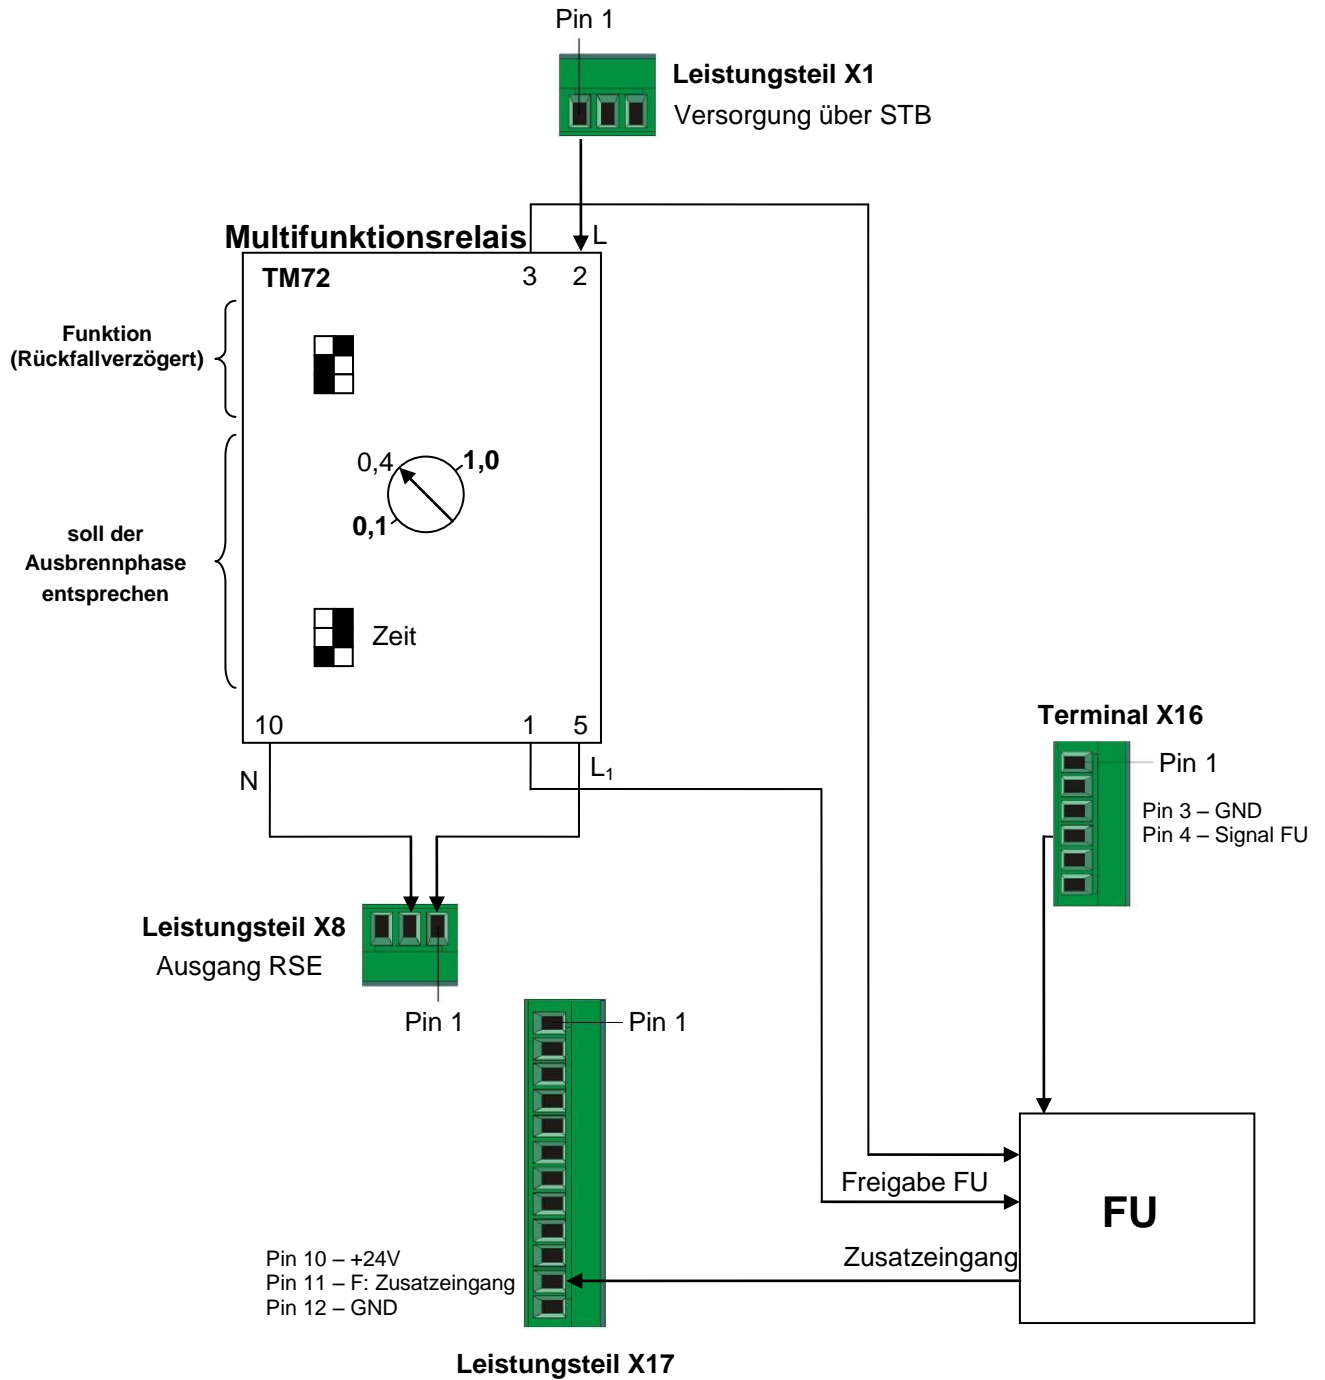 Pin 1
Leistungsteil X1
Versorgung über STB
Multifunktionsrelais
L
TM72
3
2
Funktion
(Rückfallverzögert)
0,4
1,0
0,1
soll der
Ausbrennphase
entsprechen
Zeit
10
1
5
N
L₁
Terminal X16
Pin 1
Pin 3 – GND
Pin 4 – Signal FU
Leistungsteil X8
Ausgang RSE
Pin 1
Pin 1
Freigabe FU
FU
Zusatzeingang
Pin 10 – +24V
Pin 11 – F: Zusatzeingang
Pin 12 – GND
Leistungsteil X17